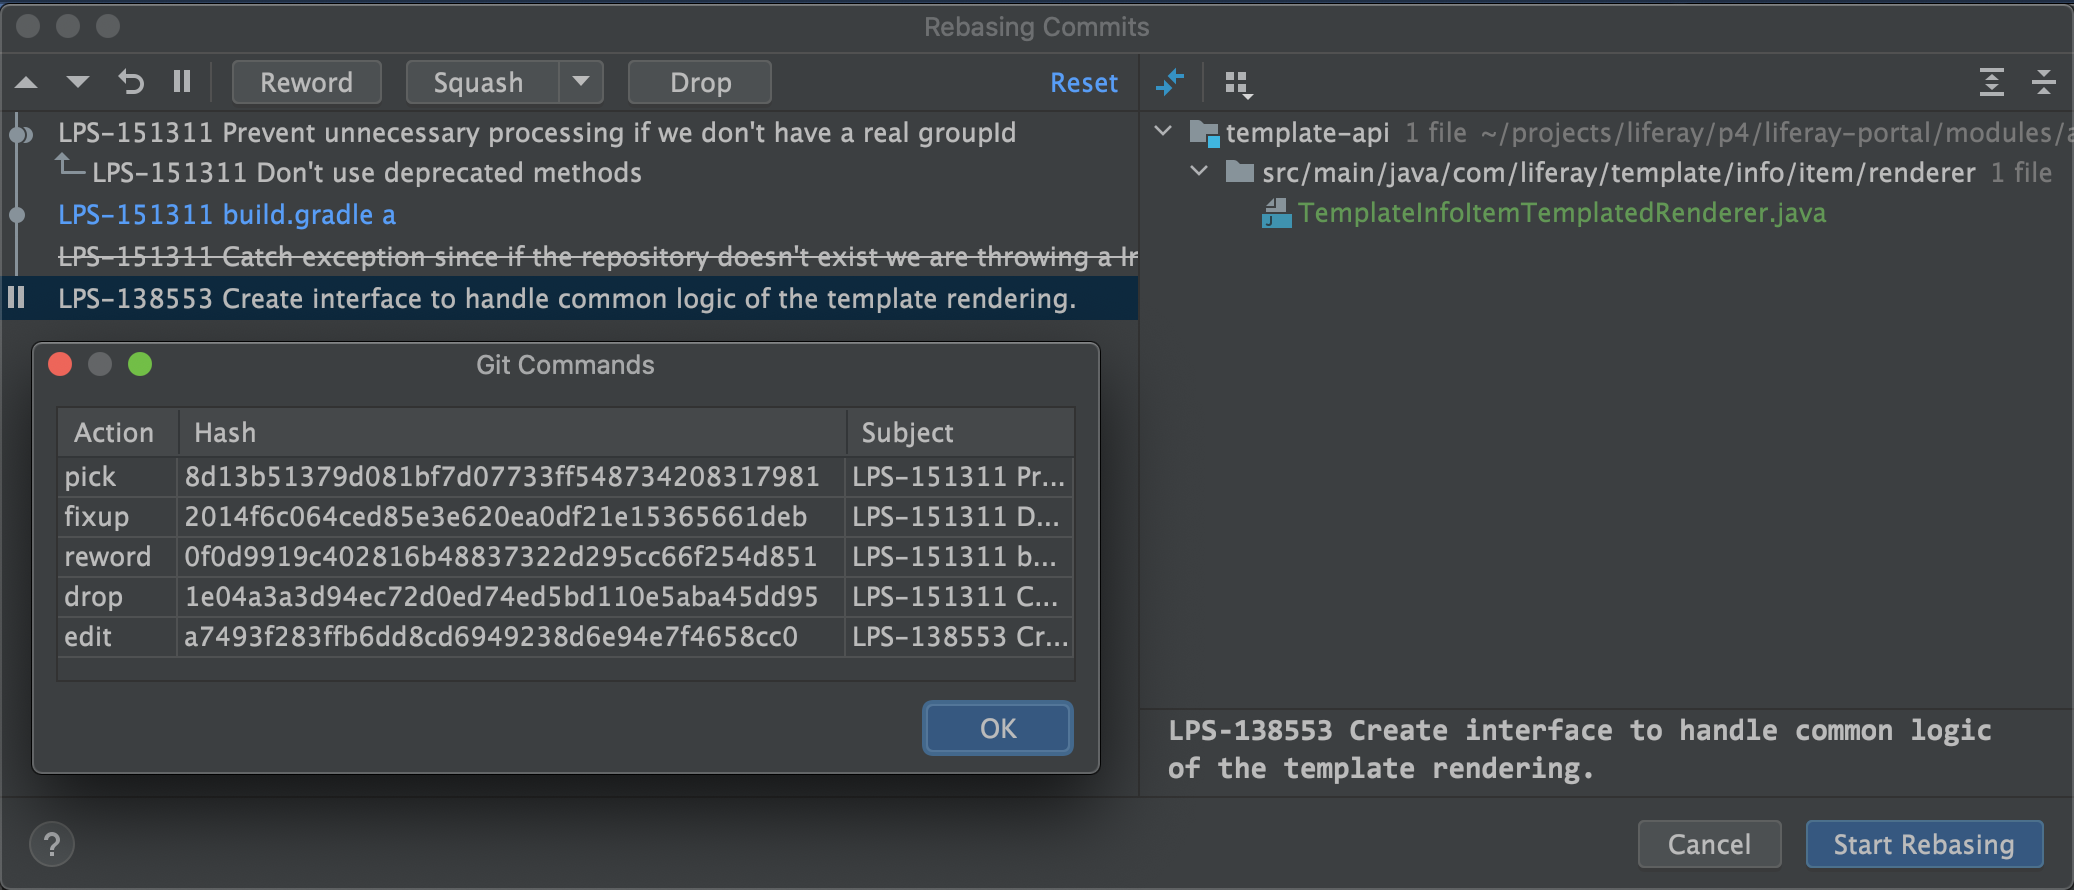 Rebasing Commits
Reword Squash Drop Reset
LPS-151311 Prevent unnecessary processing if we don't have a real groupId
LPS-151311 Don't use deprecated methods
LPS-151311 build.gradle a
LPS-151311 Catch exception since if the repository doesn't exist we are throwing a Ir
LPS-138553 Create interface to handle common logic of the template rendering.
template-api 1 file ~/projects/liferay/p4/liferay-portal/modules/a
src/main/java/com/liferay/template/info/item/renderer 1 file
TemplateInfoItemTemplatedRenderer.java
Git Commands
Action Hash Subject
pick 8d13b51379d081bf7d07733ff548734208317981 LPS-151311 Pr...
fixup 2014f6c064ced85e3e620ea0df21e15365661deb LPS-151311 D...
reword 0f0d9919c402816b48837322d295cc66f254d851 LPS-151311 b...
drop 1e04a3a3d94ec72d0ed74ed5bd110e5aba45dd95 LPS-151311 C...
edit a7493f283ffb6dd8cd6949238d6e94e7f4658cc0 LPS-138553 Cr...
OK
LPS-138553 Create interface to handle common logic
of the template rendering.
? Cancel Start Rebasing